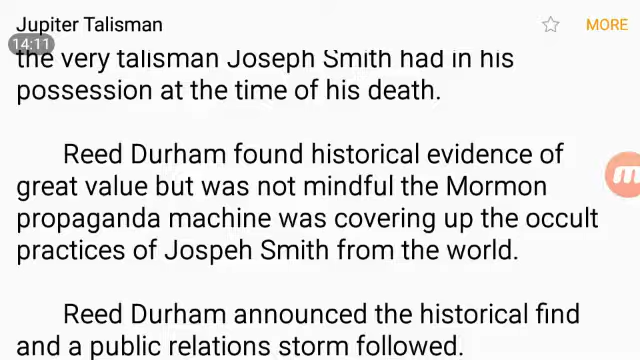 Jupiter Talisman
MORE
14:11
the very talisman Joseph Smith had in his
possession at the time of his death.
Reed Durham found historical evidence of
great value but was not mindful the Mormon
propaganda machine was covering up the occult
practices of Jospeh Smith from the world.
Reed Durham announced the historical find
and a public relations storm followed.